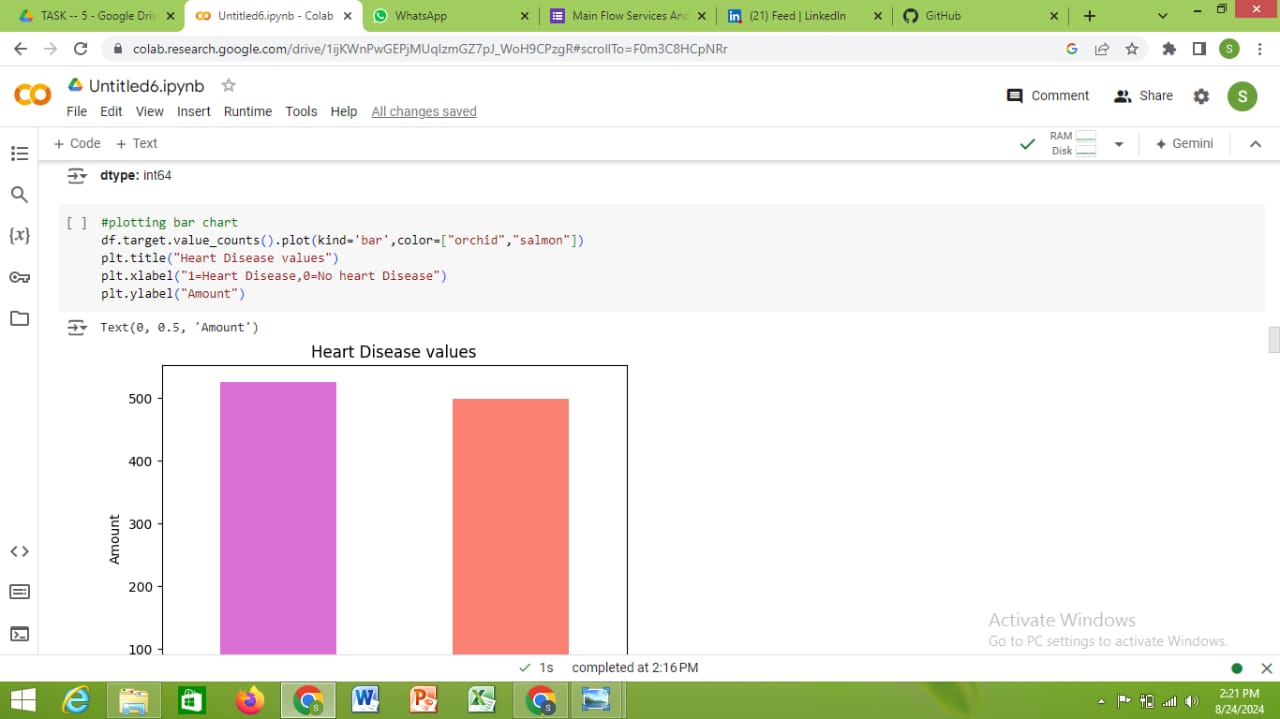 TASK -- 5 - Google Driv
Untitled6.ipynb - Colab
WhatsApp
Main Flow Services And
(21) Feed | LinkedIn
GitHub
colab.research.google.com/drive/1ijKWnPwGEPjMUqIzmGZ7pJ_WoH9CPzgR#scrollTo=F0m3C8HCpNRr
S
Untitled6.ipynb
File Edit View Insert Runtime Tools Help All changes saved
Comment
Share
S
+ Code + Text
RAM
Disk
Gemini
dtype: int64
{x}
[ ] #plotting bar chart
df.target.value_counts().plot(kind='bar',color=["orchid","salmon"])
plt.title("Heart Disease values")
plt.xlabel("1=Heart Disease,0=No heart Disease")
plt.ylabel("Amount")
Text(0, 0.5, 'Amount')
Heart Disease values
500
400
300
200
100
Amount
Activate Windows
Go to PC settings to activate Windows.
1s completed at 2:16 PM
2:21 PM
8/24/2024